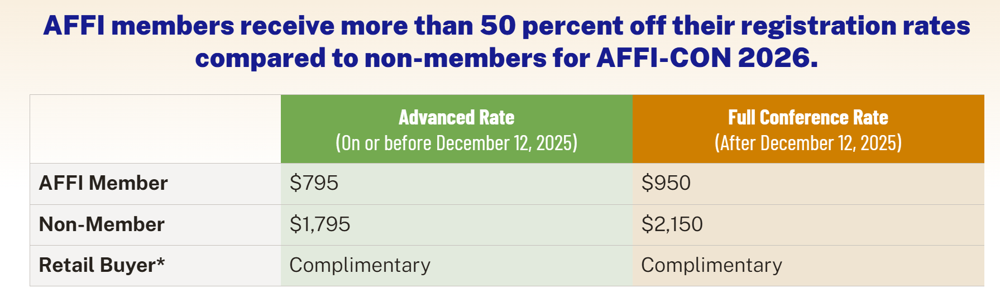 AFFI members receive more than 50 percent off their registration rates
compared to non-members for AFFI-CON 2026.
Advanced Rate
(On or before December 12, 2025)
Full Conference Rate
(After December 12, 2025)
AFFI Member
$795
$950
Non-Member
$1,795
$2,150
Retail Buyer*
Complimentary
Complimentary